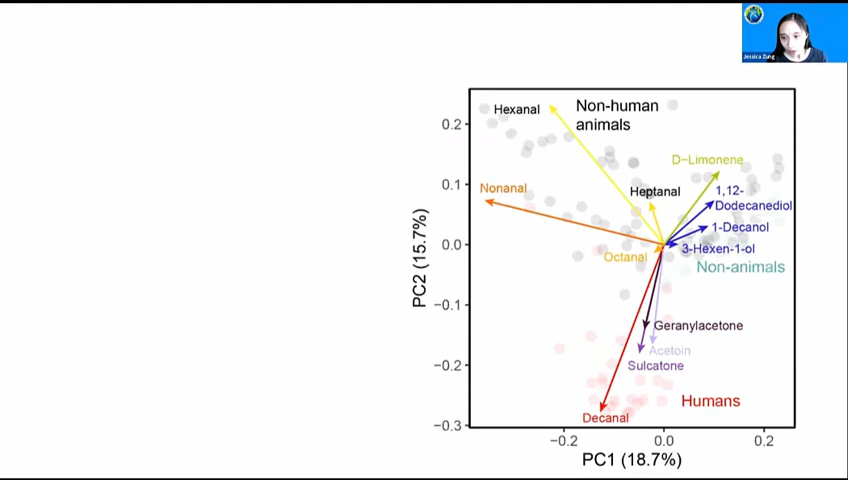 Jessica Zung
Hexanal
Non-human
animals
D-Limonene
Nonanal
Heptanal
1,12-
Dodecanediol
1-Decanol
Octanal
3-Hexen-1-ol
Non-animals
Geranylacetone
Acetoin
Sulcatone
Humans
Decanal
0.2
0.1
0.0
−0.1
−0.2
−0.3
PC2 (15.7%)
−0.2
0.0
0.2
PC1 (18.7%)